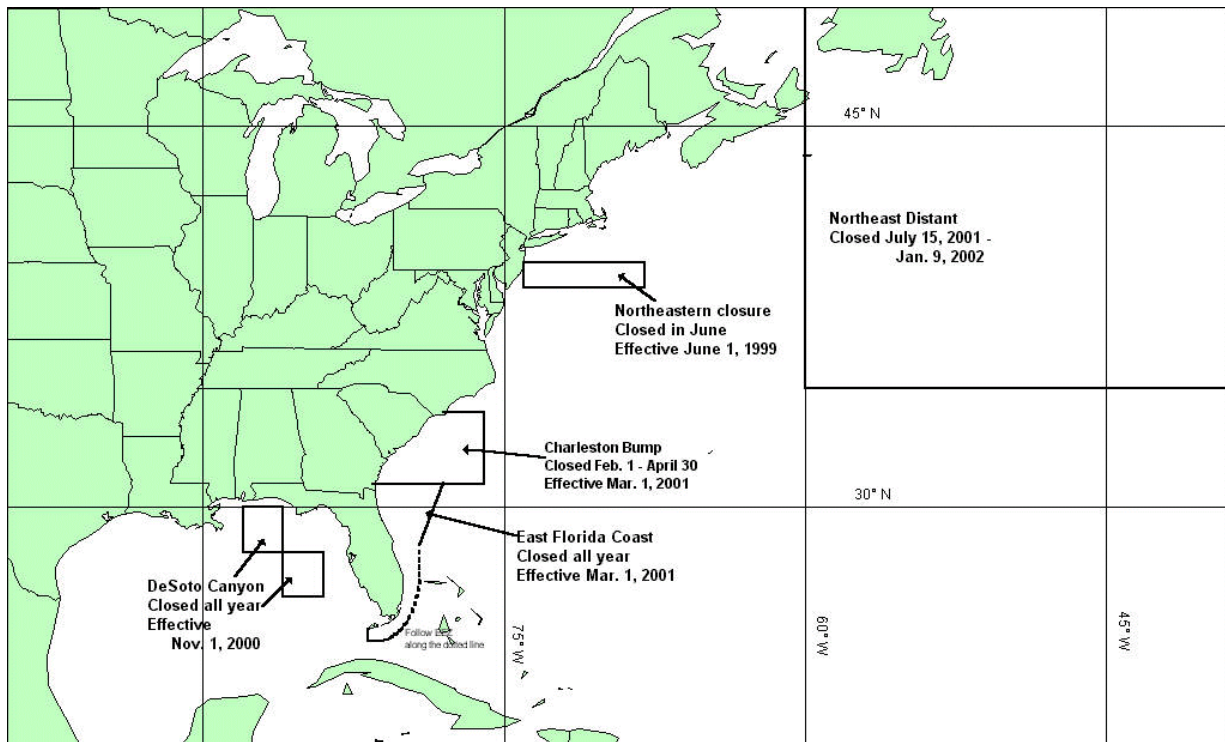 45° N
Northeast Distant
Closed July 15, 2001 -
Jan. 9, 2002
Northeastern closure
Closed in June
Effective June 1, 1999
Charleston Bump
Closed Feb. 1 - April 30
Effective Mar. 1, 2001
30° N
East Florida Coast
Closed all year
Effective Mar. 1, 2001
DeSoto Canyon
Closed all year
Effective
Nov. 1, 2000
Follow EEZ
along the dotted line
75° W
60° W
45° W